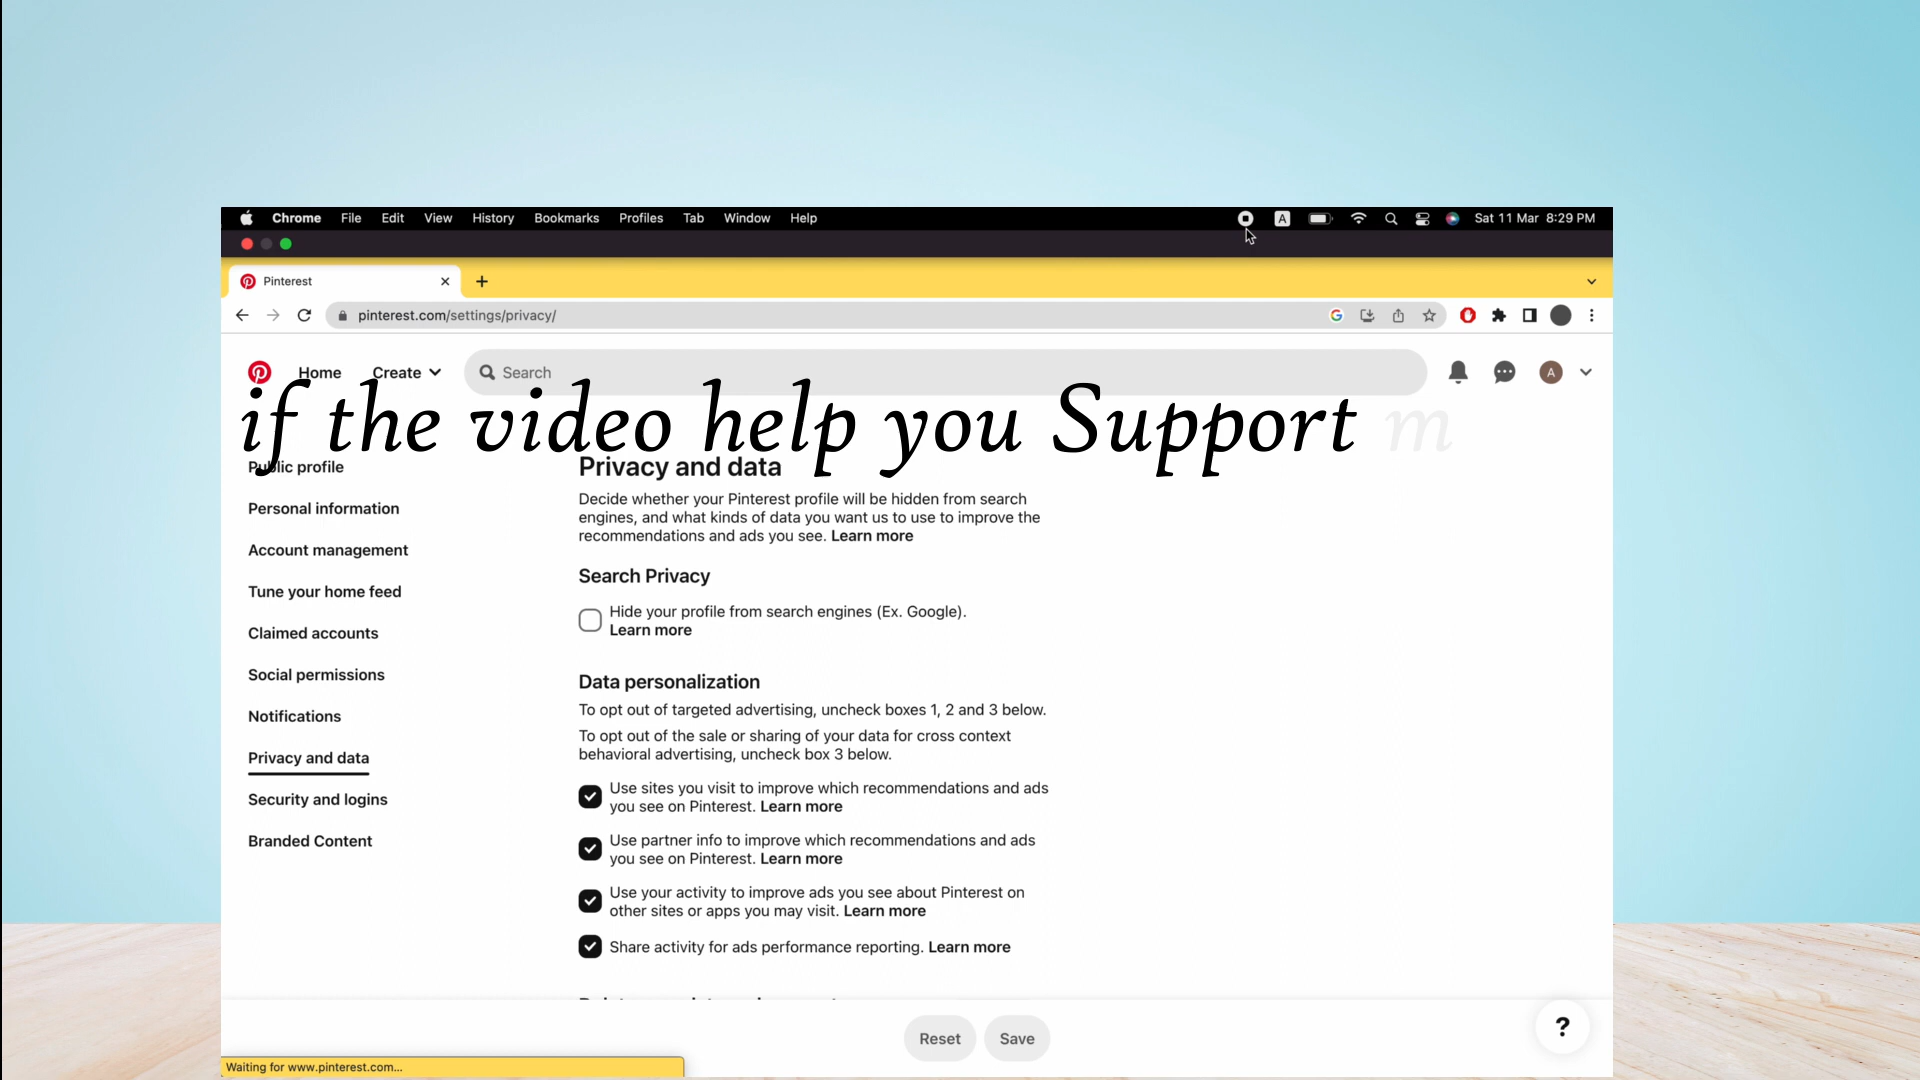 Chrome File Edit View History Bookmarks Profiles Tab Window Help A Sat 11 Mar 8:29 PM
Pinterest
pinterest.com/settings/privacy/
Home Create Search A
if the video help you Support m
Public profile
Personal information
Account management
Tune your home feed
Claimed accounts
Social permissions
Notifications
Privacy and data
Security and logins
Branded Content
Privacy and data
Decide whether your Pinterest profile will be hidden from search
engines, and what kinds of data you want us to use to improve the
recommendations and ads you see. Learn more
Search Privacy
Hide your profile from search engines (Ex. Google).
Learn more
Data personalization
To opt out of targeted advertising, uncheck boxes 1, 2 and 3 below.
To opt out of the sale or sharing of your data for cross context
behavioral advertising, uncheck box 3 below.
Use sites you visit to improve which recommendations and ads
you see on Pinterest. Learn more
Use partner info to improve which recommendations and ads
you see on Pinterest. Learn more
Use your activity to improve ads you see about Pinterest on
other sites or apps you may visit. Learn more
Share activity for ads performance reporting. Learn more
Reset Save
?
Waiting for www.pinterest.com...